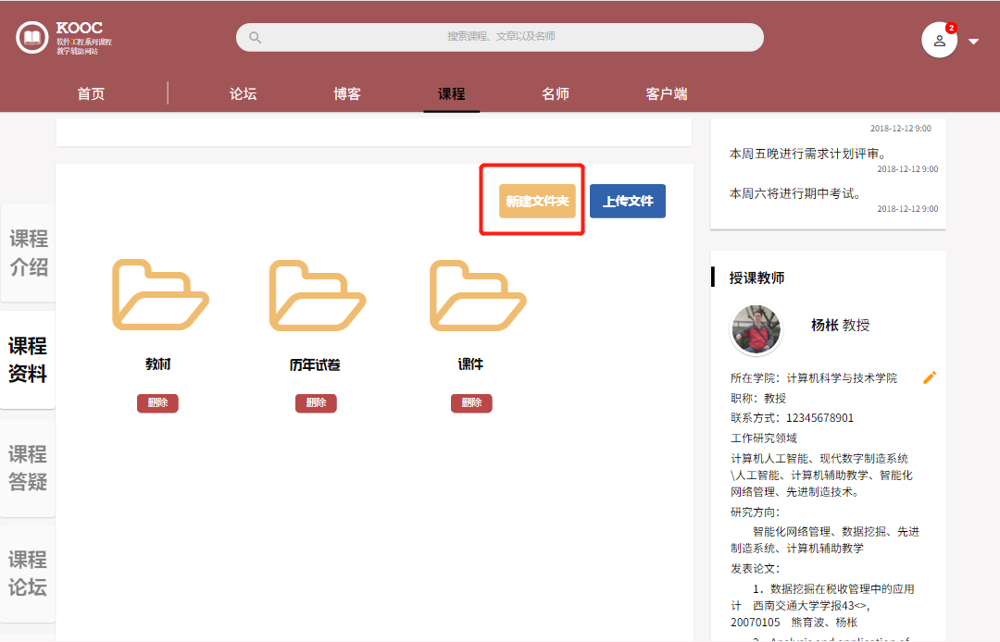 KOOC
软件工程系列课程
教学辅助网站
搜索课程、文章以及名师
2
首页
论坛
博客
课程
名师
客户端
2018-12-12 9:00
本周五晚进行需求计划评审。
2018-12-12 9:00
本周六将进行期中考试。
2018-12-12 9:00
课程
介绍
课程
资料
课程
答疑
课程
论坛
新建文件夹
上传文件
教材
历年试卷
课件
删除
删除
删除
授课教师
杨枨 教授
所在学院：计算机科学与技术学院
职称：教授
联系方式：12345678901
工作研究领域
计算机人工智能、现代数字制造系统
\人工智能、计算机辅助教学、智能化
网络管理、先进制造技术。
研究方向：
智能化网络管理、数据挖掘、先进
制造系统、计算机辅助教学
发表论文：
1. 数据挖掘在税收管理中的应用
计 西南交通大学学报43<>,
20070105 熊育波、杨枨
2. Analysis and application of